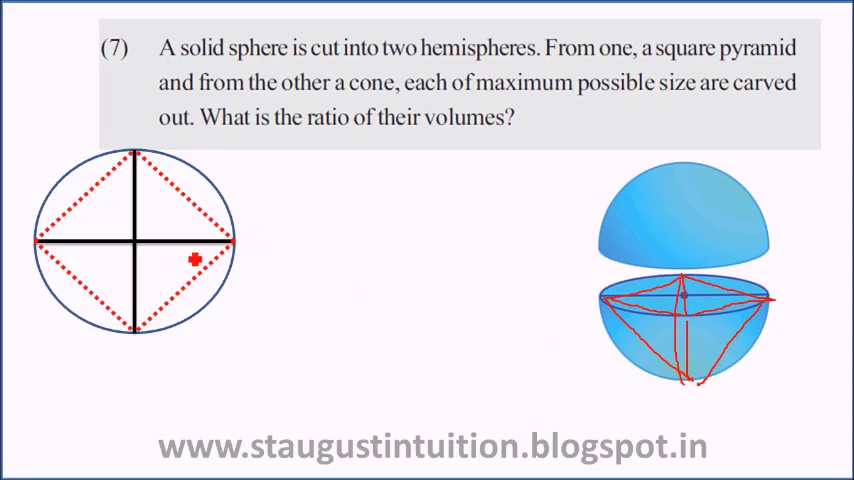 (7) A solid sphere is cut into two hemispheres. From one, a square pyramid
and from the other a cone, each of maximum possible size are carved
out. What is the ratio of their volumes?
www.staugustintuition.blogspot.in